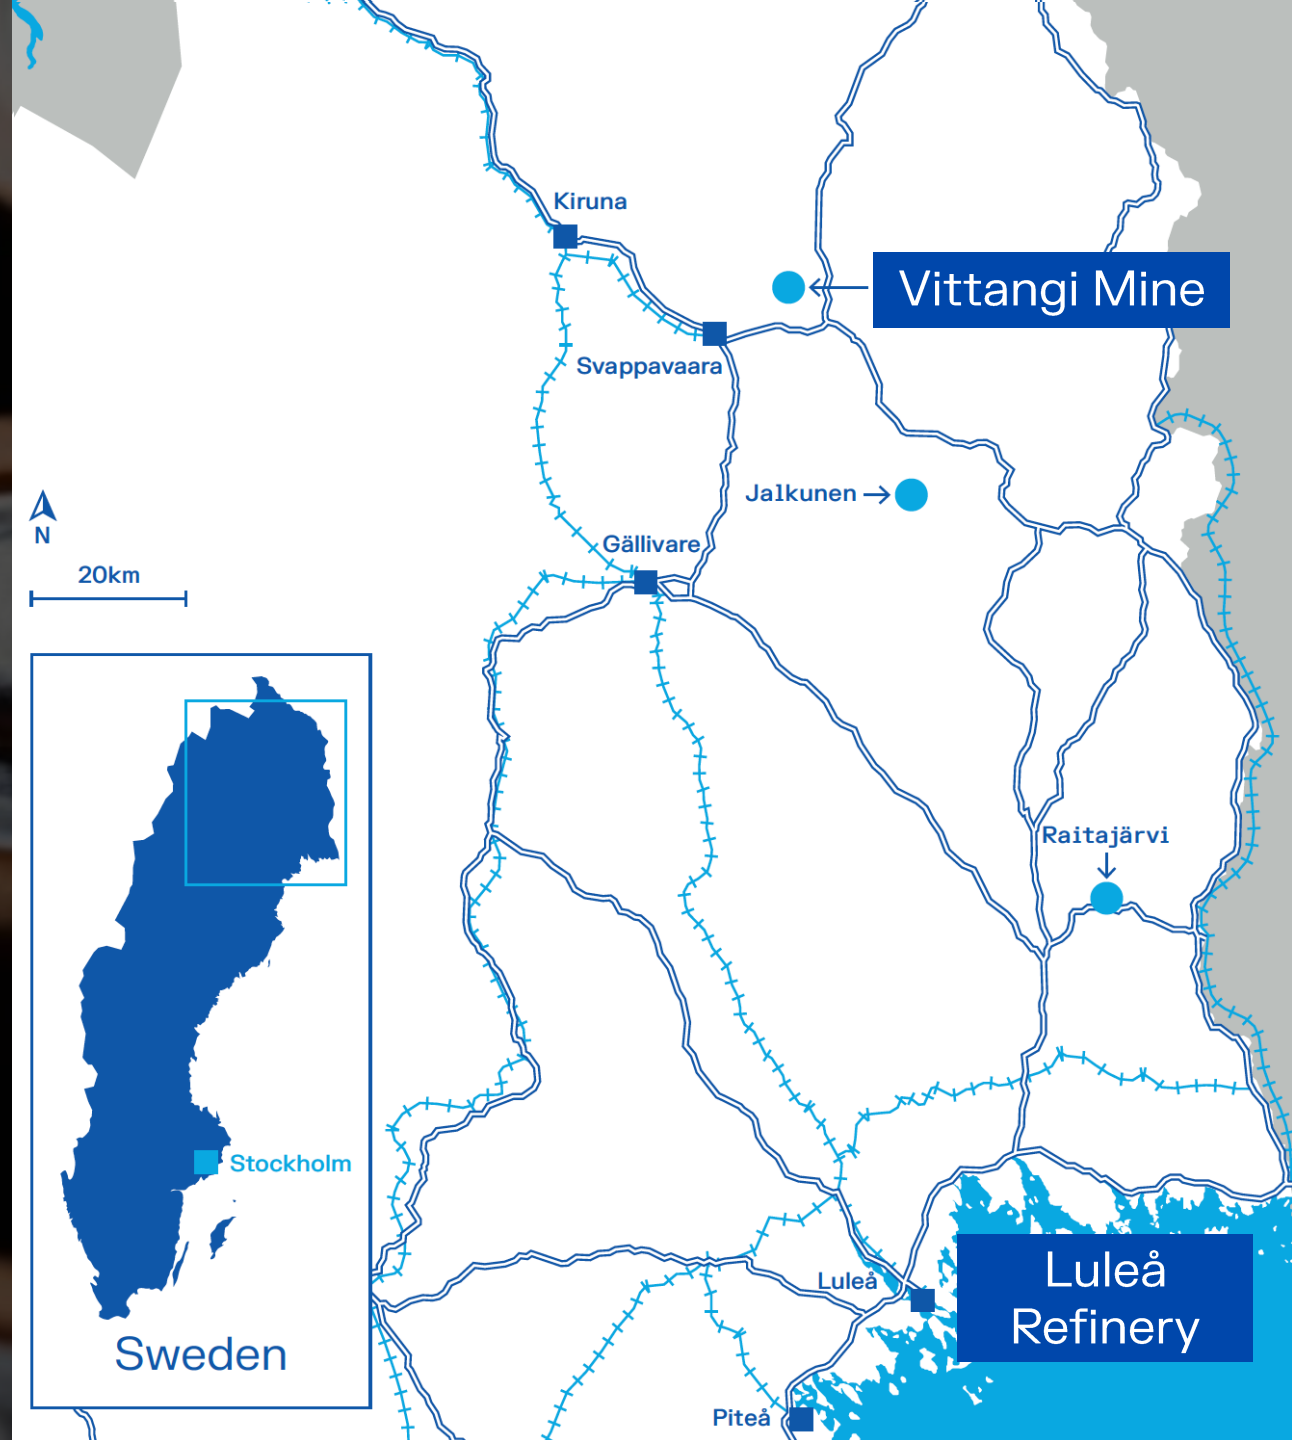 Kiruna
Vittangi Mine
Svappavaara
Jalkunen
N
Gällivare
20km
Raitajärvi
Stockholm
Luleå
Refinery
Luleå
Sweden
Piteå